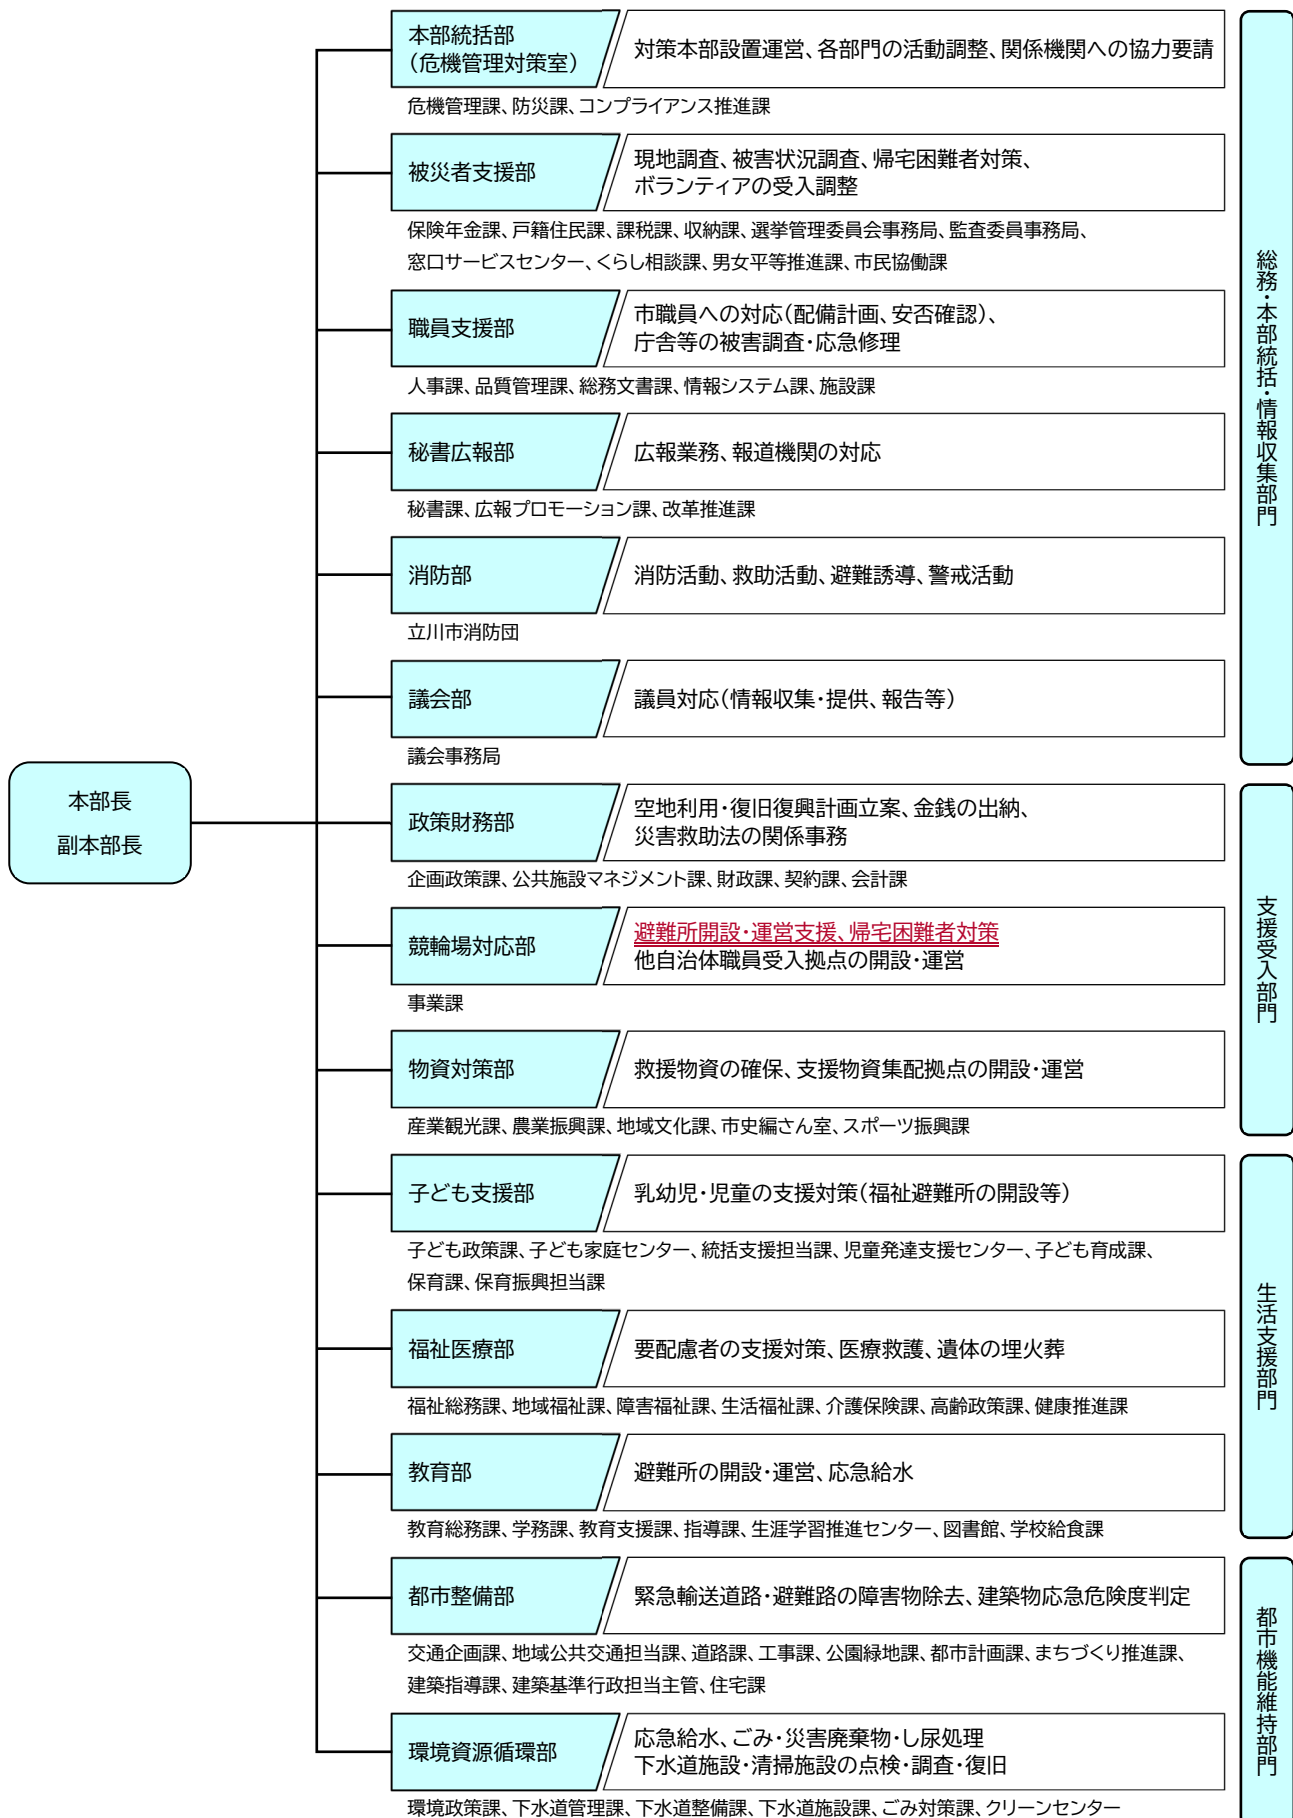 本部長
副本部長
本部統括部
（危機管理対策室）
対策本部設置運営、各部門の活動調整、関係機関への協力要請
危機管理課、防災課、コンプライアンス推進課
被災者支援部
現地調査、被害状況調査、帰宅困難者対策、
ボランティアの受入調整
保険年金課、戸籍住民課、課税課、収納課、選挙管理委員会事務局、監査委員事務局、
窓口サービスセンター、くらし相談課、男女平等推進課、市民協働課
職員支援部
市職員への対応（配備計画、安否確認）、
庁舎等の被害調査・応急修理
人事課、品質管理課、総務文書課、情報システム課、施設課
秘書広報部
広報業務、報道機関の対応
秘書課、広報プロモーション課、改革推進課
消防部
消防活動、救助活動、避難誘導、警戒活動
立川市消防団
議会部
議員対応（情報収集・提供、報告等）
議会事務局
総務・本部統括・情報収集部門
政策財務部
空地利用・復旧復興計画立案、金銭の出納、
災害救助法の関係事務
企画政策課、公共施設マネジメント課、財政課、契約課、会計課
競輪場対応部
避難所開設・運営支援、帰宅困難者対策
他自治体職員受入拠点の開設・運営
事業課
物資対策部
救援物資の確保、支援物資集配拠点の開設・運営
産業観光課、農業振興課、地域文化課、市史編さん室、スポーツ振興課
支援受入部門
子ども支援部
乳幼児・児童の支援対策（福祉避難所の開設等）
子ども政策課、子ども家庭センター、統括支援担当課、児童発達支援センター、子ども育成課、
保育課、保育振興担当課
福祉医療部
要配慮者の支援対策、医療救護、遺体の埋火葬
福祉総務課、地域福祉課、障害福祉課、生活福祉課、介護保険課、高齢政策課、健康推進課
教育部
避難所の開設・運営、応急給水
教育総務課、学務課、教育支援課、指導課、生涯学習推進センター、図書館、学校給食課
生活支援部門
都市整備部
緊急輸送道路・避難路の障害物除去、建築物応急危険度判定
交通企画課、地域公共交通担当課、道路課、工事課、公園緑地課、都市計画課、まちづくり推進課、
建築指導課、建築基準行政担当主管、住宅課
環境資源循環部
応急給水、ごみ・災害廃棄物・し尿処理
下水道施設・清掃施設の点検・調査・復旧
環境政策課、下水道管理課、下水道整備課、下水道施設課、ごみ対策課、クリーンセンター
都市機能維持部門